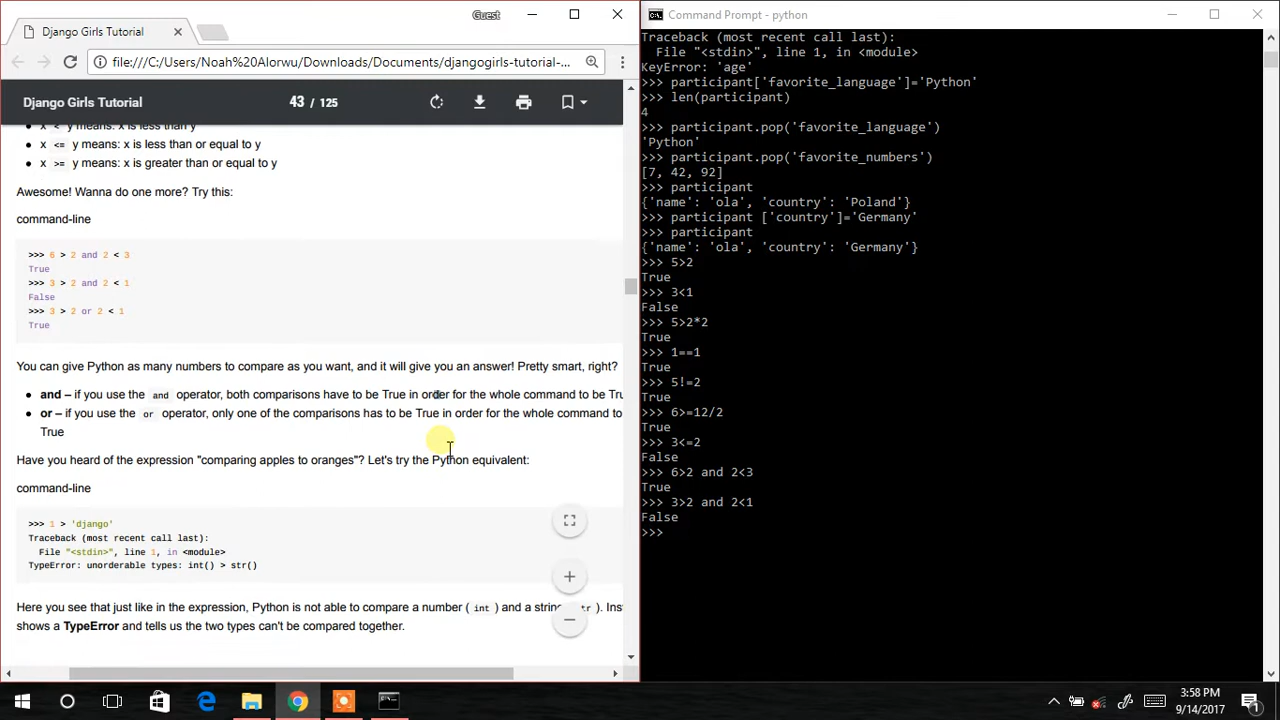 Guest
Django Girls Tutorial
file:///C:/Users/Noah%20Alorwu/Downloads/Documents/djangogirls-tutorial-...
Django Girls Tutorial
43 / 125
x < y means: x is less than y
x <= y means: x is less than or equal to y
x >= y means: x is greater than or equal to y
Awesome! Wanna do one more? Try this:
command-line
>>> 6 > 2 and 2 < 3
True
>>> 3 > 2 and 2 < 1
False
>>> 3 > 2 or 2 < 1
True
You can give Python as many numbers to compare as you want, and it will give you an answer! Pretty smart, right?
and – if you use the and operator, both comparisons have to be True in order for the whole command to be Tru
or – if you use the or operator, only one of the comparisons has to be True in order for the whole command to
True
Have you heard of the expression "comparing apples to oranges"? Let's try the Python equivalent:
command-line
>>> 1 > 'django'
Traceback (most recent call last):
File "<stdin>", line 1, in <module>
TypeError: unorderable types: int() > str()
Here you see that just like in the expression, Python is not able to compare a number ( int ) and a string tr ). Inst
shows a TypeError and tells us the two types can't be compared together.
Command Prompt - python
Traceback (most recent call last):
File "<stdin>", line 1, in <module>
KeyError: 'age'
>>> participant['favorite_language']='Python'
>>> len(participant)
4
>>> participant.pop('favorite_language')
'Python'
>>> participant.pop('favorite_numbers')
[7, 42, 92]
>>> participant
{'name': 'ola', 'country': 'Poland'}
>>> participant ['country']='Germany'
>>> participant
{'name': 'ola', 'country': 'Germany'}
>>> 5>2
True
>>> 3<1
False
>>> 5>2*2
True
>>> 1==1
True
>>> 5!=2
True
>>> 6>=12/2
True
>>> 3<=2
False
>>> 6>2 and 2<3
True
>>> 3>2 and 2<1
False
>>>
3:58 PM
9/14/2017
1